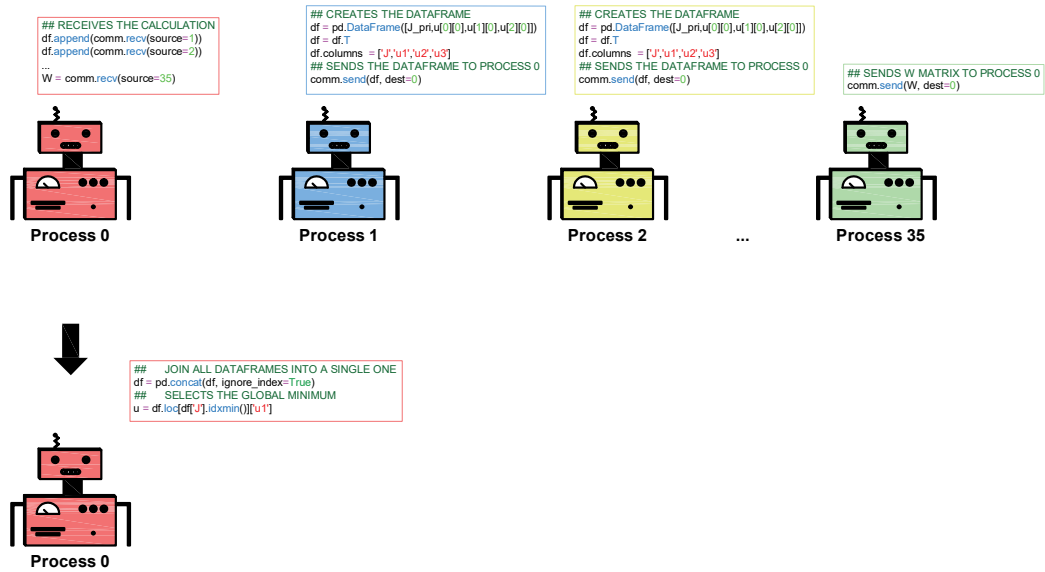 ## RECEIVES THE CALCULATION
df.append(comm.recv(source=1))
df.append(comm.recv(source=2))
...
W = comm.recv(source=35)
## CREATES THE DATAFRAME
df = pd.DataFrame([J_pri,u[0][0],u[1][0],u[2][0]])
df = df.T
df.columns = ['J','u1','u2','u3']
## SENDS THE DATAFRAME TO PROCESS 0
comm.send(df, dest=0)
## CREATES THE DATAFRAME
df = pd.DataFrame([J_pri,u[0][0],u[1][0],u[2][0]])
df = df.T
df.columns = ['J','u1','u2','u3']
## SENDS THE DATAFRAME TO PROCESS 0
comm.send(df, dest=0)
## SENDS W MATRIX TO PROCESS 0
comm.send(W, dest=0)
Process 0
Process 1
Process 2
...
Process 35
## JOIN ALL DATAFRAMES INTO A SINGLE ONE
df = pd.concat(df, ignore_index=True)
## SELECTS THE GLOBAL MINIMUM
u = df.loc[df['J'].idxmin()]['u1']
Process 0